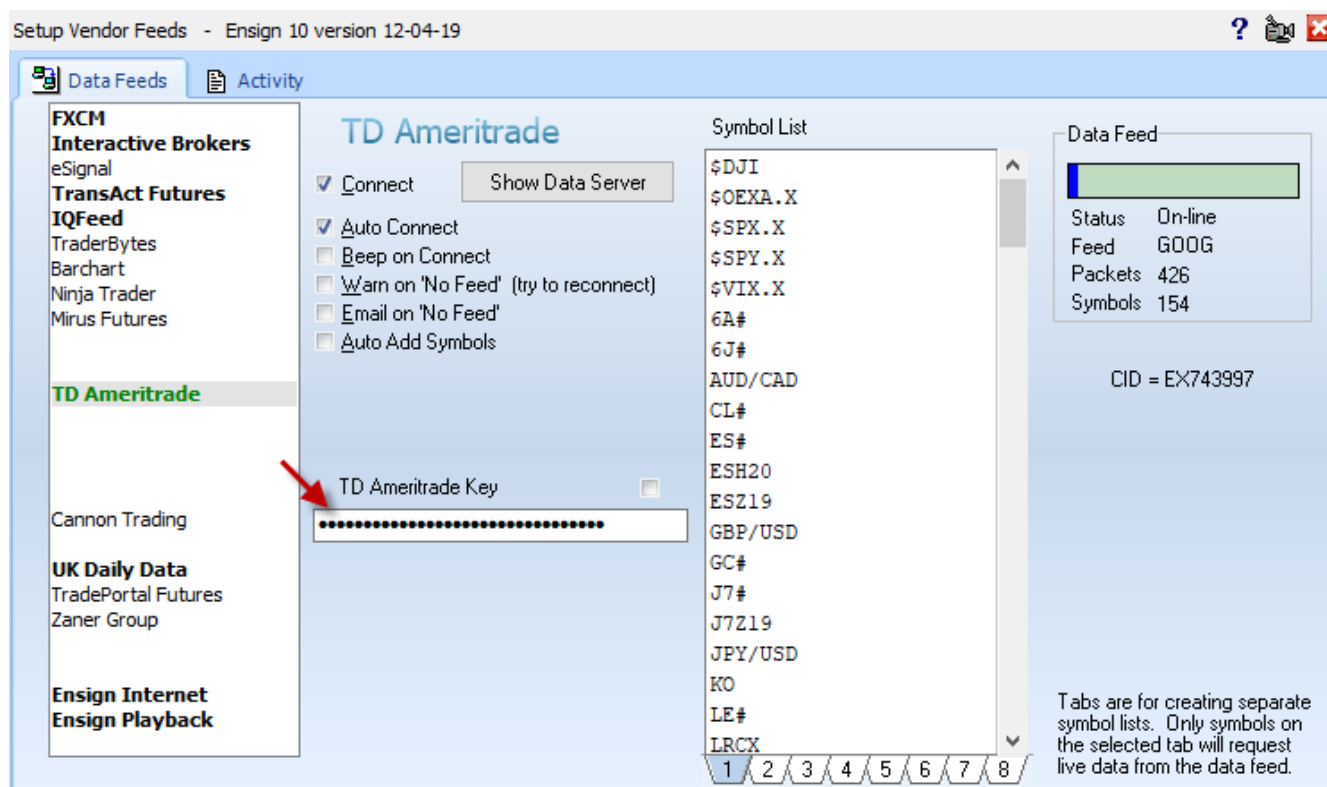 Setup Vendor Feeds - Ensign 10 version 12-04-19
?
Data Feeds
Activity
FXCM
Interactive Brokers
eSignal
TransAct Futures
IQFeed
TraderBytes
Barchart
Ninja Trader
Mirus Futures
TD Ameritrade
Cannon Trading
UK Daily Data
TradePortal Futures
Zaner Group
Ensign Internet
Ensign Playback
TD Ameritrade
Connect
Show Data Server
Auto Connect
Beep on Connect
Warn on 'No Feed' (try to reconnect)
Email on 'No Feed'
Auto Add Symbols
TD Ameritrade Key
••••••••••••••••••••••••••••••••
Symbol List
$DJI
$OEXA.X
$SPX.X
$SPY.X
$VIX.X
6A#
6J#
AUD/CAD
CL#
ES#
ESH20
ESZ19
GBP/USD
GC#
J7#
J7Z19
JPY/USD
KO
LE#
LRCX
1 2 3 4 5 6 7 8
Data Feed
Status On-line
Feed GOOG
Packets 426
Symbols 154
CID = EX743997
Tabs are for creating separate
symbol lists. Only symbols on
the selected tab will request
live data from the data feed.